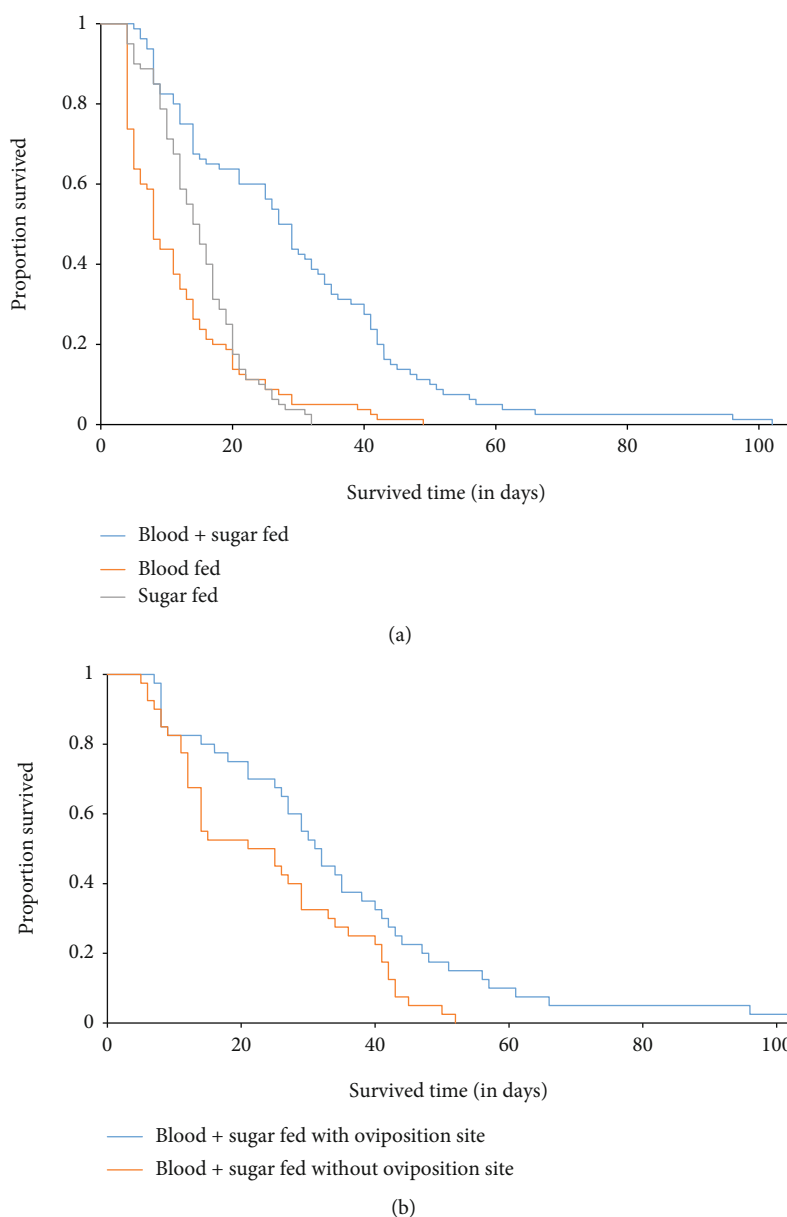 1
0.8
0.6
0.4
0.2
0
Proportion survived
0 20 40 60 80 100
Survived time (in days)
Blood + sugar fed
Blood fed
Sugar fed
(a)
1
0.8
0.6
0.4
0.2
0
Proportion survived
0 20 40 60 80 100
Survived time (in days)
Blood + sugar fed with oviposition site
Blood + sugar fed without oviposition site
(b)